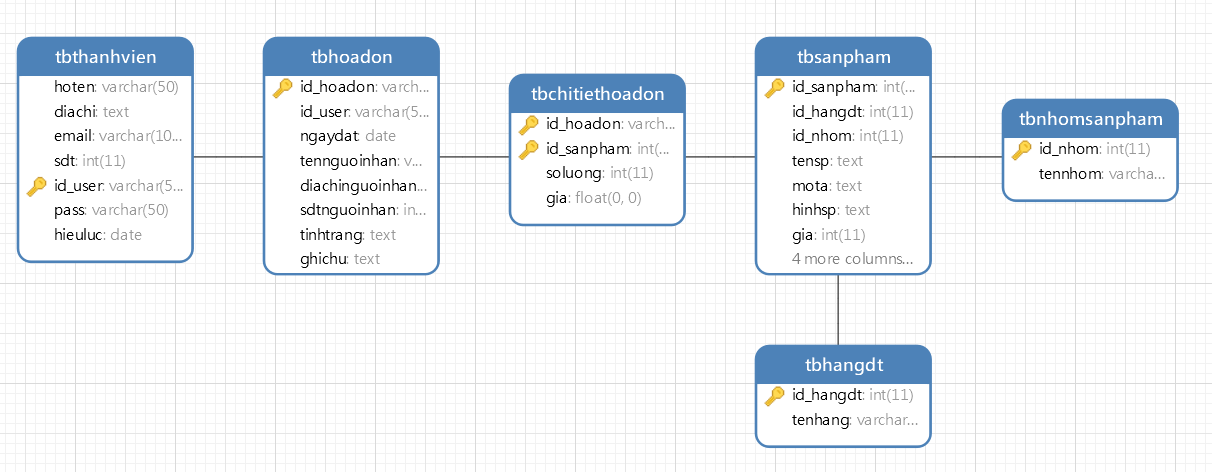 tbthanhvien
hoten: varchar(50)
diachi: text
email: varchar(10...
sdt: int(11)
id_user: varchar(5...
pass: varchar(50)
hieuluc: date
tbhoadon
id_hoadon: varch...
id_user: varchar(5...
ngaydat: date
tennguoinhan: v...
diachinguoinhan...
sdtnguoinhan: in...
tinhtrang: text
ghichu: text
tbchitiethoadon
id_hoadon: varch...
id_sanpham: int(...
soluong: int(11)
gia: float(0, 0)
tbsanpham
id_sanpham: int(...
id_hangdt: int(11)
id_nhom: int(11)
tensp: text
mota: text
hinhsp: text
gia: int(11)
4 more columns...
tbnhomsanpham
id_nhom: int(11)
tennhom: varcha...
tbhangdt
id_hangdt: int(11)
tenhang: varchar...